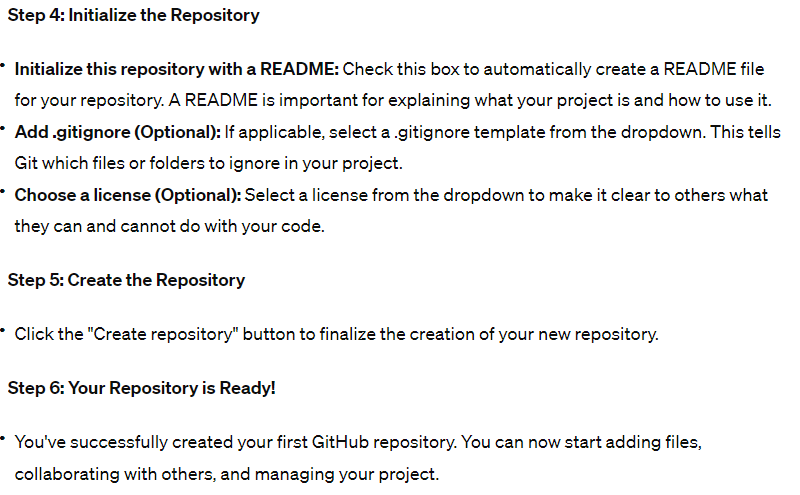 Step 4: Initialize the Repository
• Initialize this repository with a README: Check this box to automatically create a README file
for your repository. A README is important for explaining what your project is and how to use it.
• Add .gitignore (Optional): If applicable, select a .gitignore template from the dropdown. This tells
Git which files or folders to ignore in your project.
• Choose a license (Optional): Select a license from the dropdown to make it clear to others what
they can and cannot do with your code.
Step 5: Create the Repository
• Click the "Create repository" button to finalize the creation of your new repository.
Step 6: Your Repository is Ready!
• You've successfully created your first GitHub repository. You can now start adding files,
collaborating with others, and managing your project.